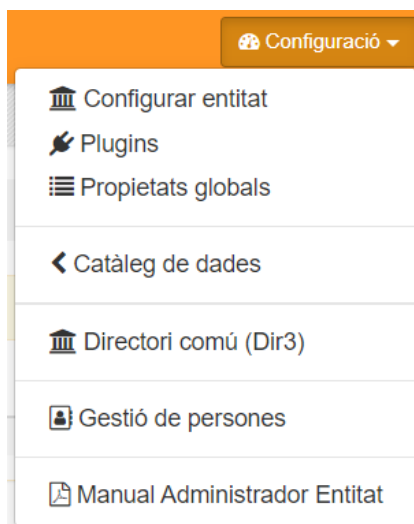 Configuració
Configurar entitat
Plugins
Propietats globals
Catàleg de dades
Directori comú (Dir3)
Gestió de persones
Manual Administrador Entitat